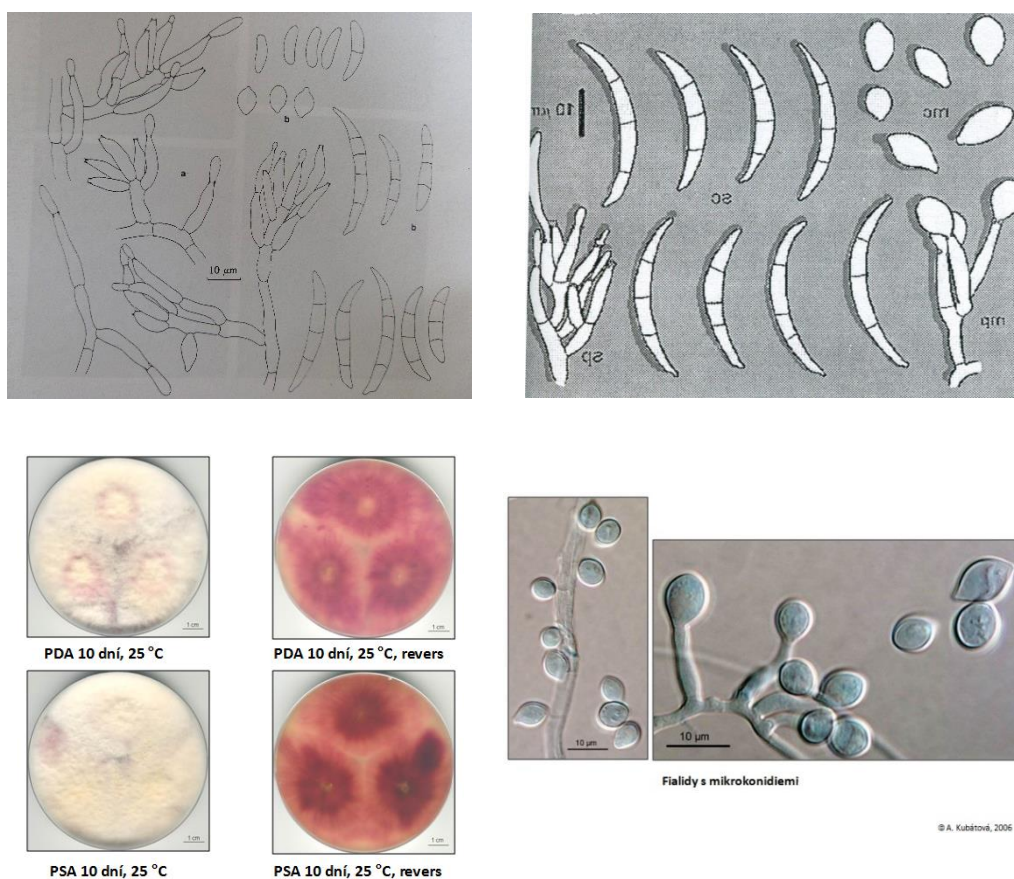 b
a
b
10 µm
10 µm
mc
sc
mp
sp
1 cm
1 cm
PDA 10 dní, 25 °C
PDA 10 dní, 25 °C, revers
1 cm
1 cm
PSA 10 dní, 25 °C
PSA 10 dní, 25 °C, revers
10 µm
10 µm
Fialidy s mikrokonidiemi
© A. Kubátová, 2006